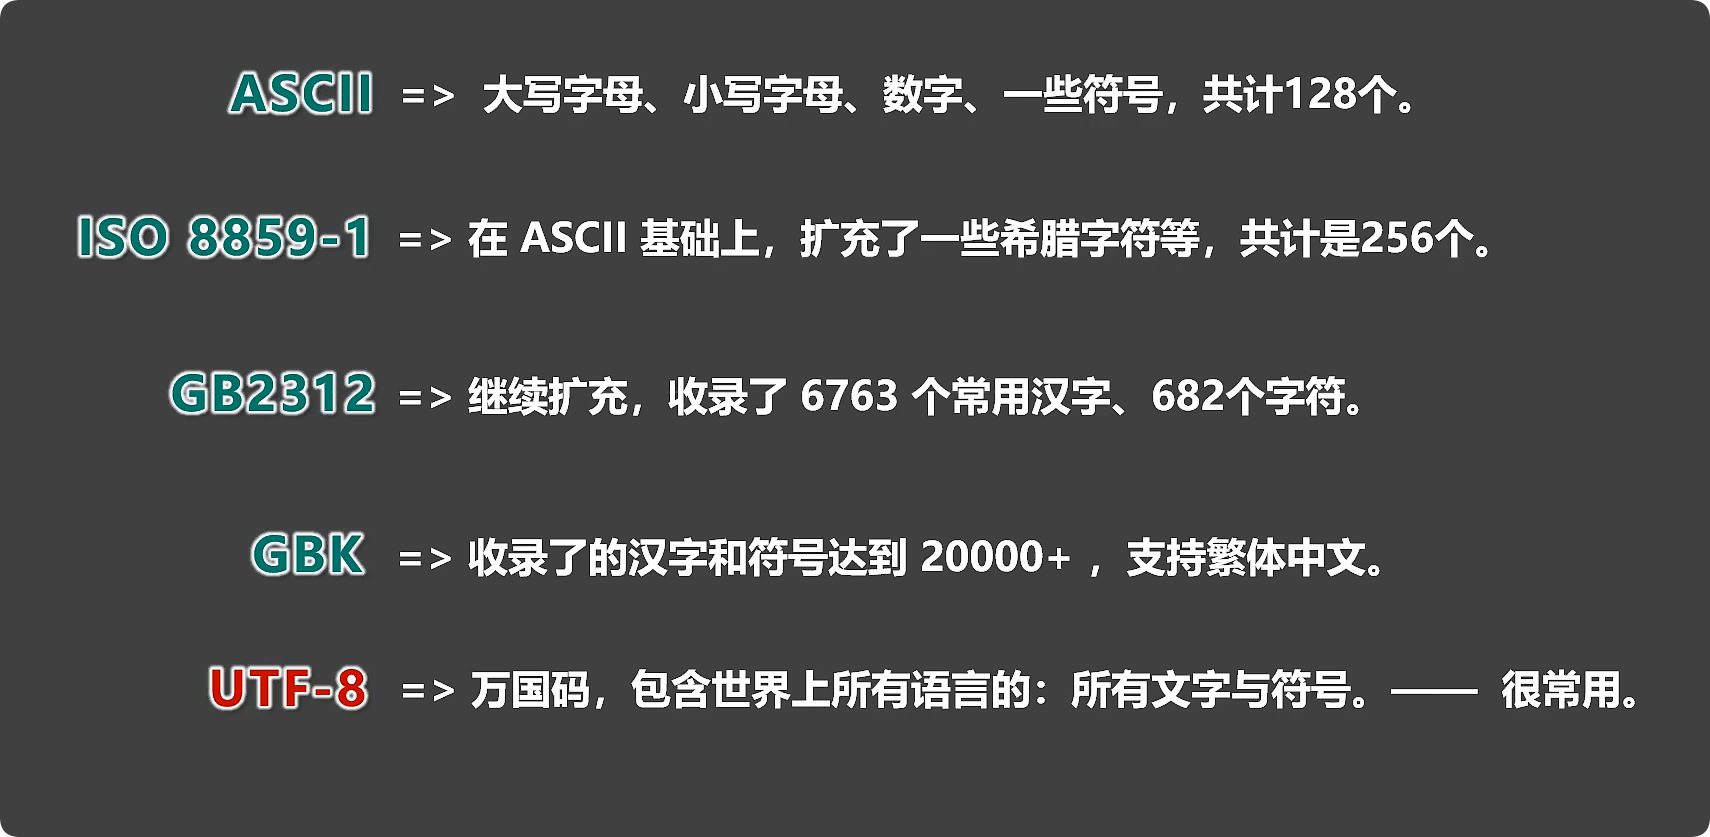 ASCII => 大写字母、小写字母、数字、一些符号，共计128个。
ISO 8859-1 => 在 ASCII 基础上，扩充了一些希腊字符等，共计是256个。
GB2312 => 继续扩充，收录了 6763 个常用汉字、682个字符。
GBK => 收录了的汉字和符号达到 20000+ ，支持繁体中文。
UTF-8 => 万国码，包含世界上所有语言的：所有文字与符号。—— 很常用。